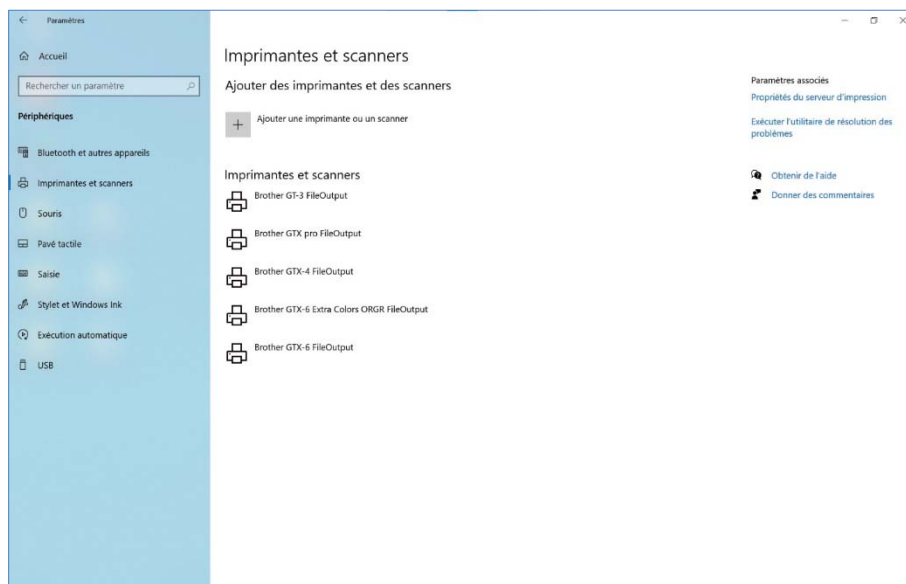 Paramètres
Accueil
Rechercher un paramètre
Périphériques
Bluetooth et autres appareils
Imprimantes et scanners
Souris
Pavé tactile
Saisie
Stylet et Windows Ink
Exécution automatique
USB
Imprimantes et scanners
Ajouter des imprimantes et des scanners
Ajouter une imprimante ou un scanner
Imprimantes et scanners
Brother GT-3 FileOutput
Brother GTX pro FileOutput
Brother GTX-4 FileOutput
Brother GTX-6 Extra Colors ORGR FileOutput
Brother GTX-6 FileOutput
Paramètres associés
Propriétés du serveur d'impression
Exécuter l'utilitaire de résolution des
problèmes
Obtenir de l'aide
Donner des commentaires